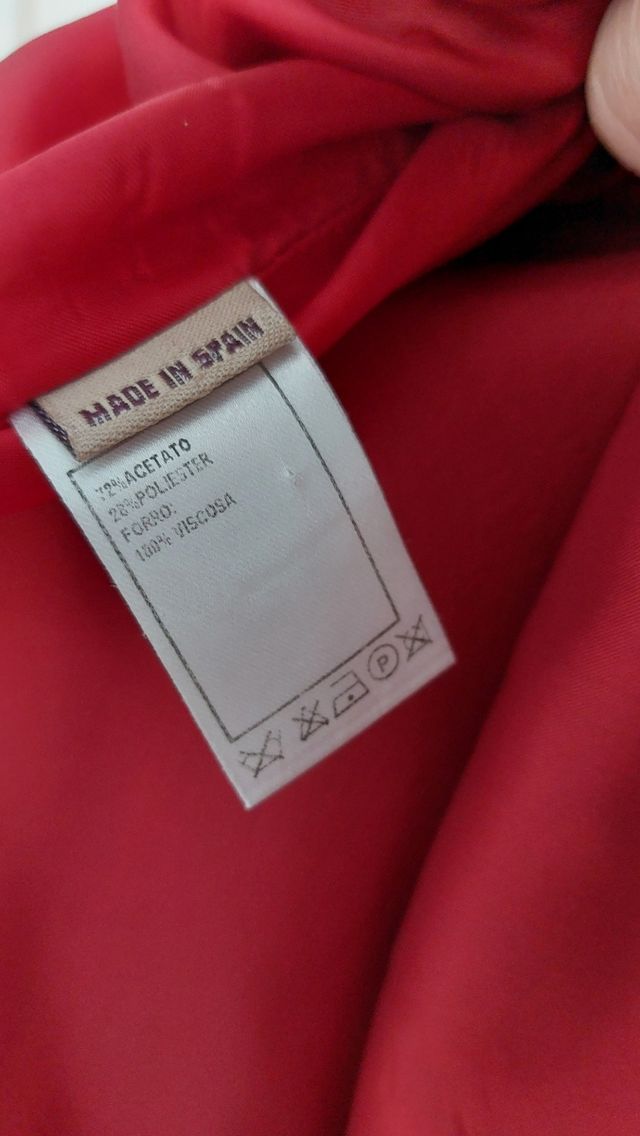 MADE IN SPAIN
72%ACETATO
28%POLIESTER
FORRO:
100% VISCOSA
P